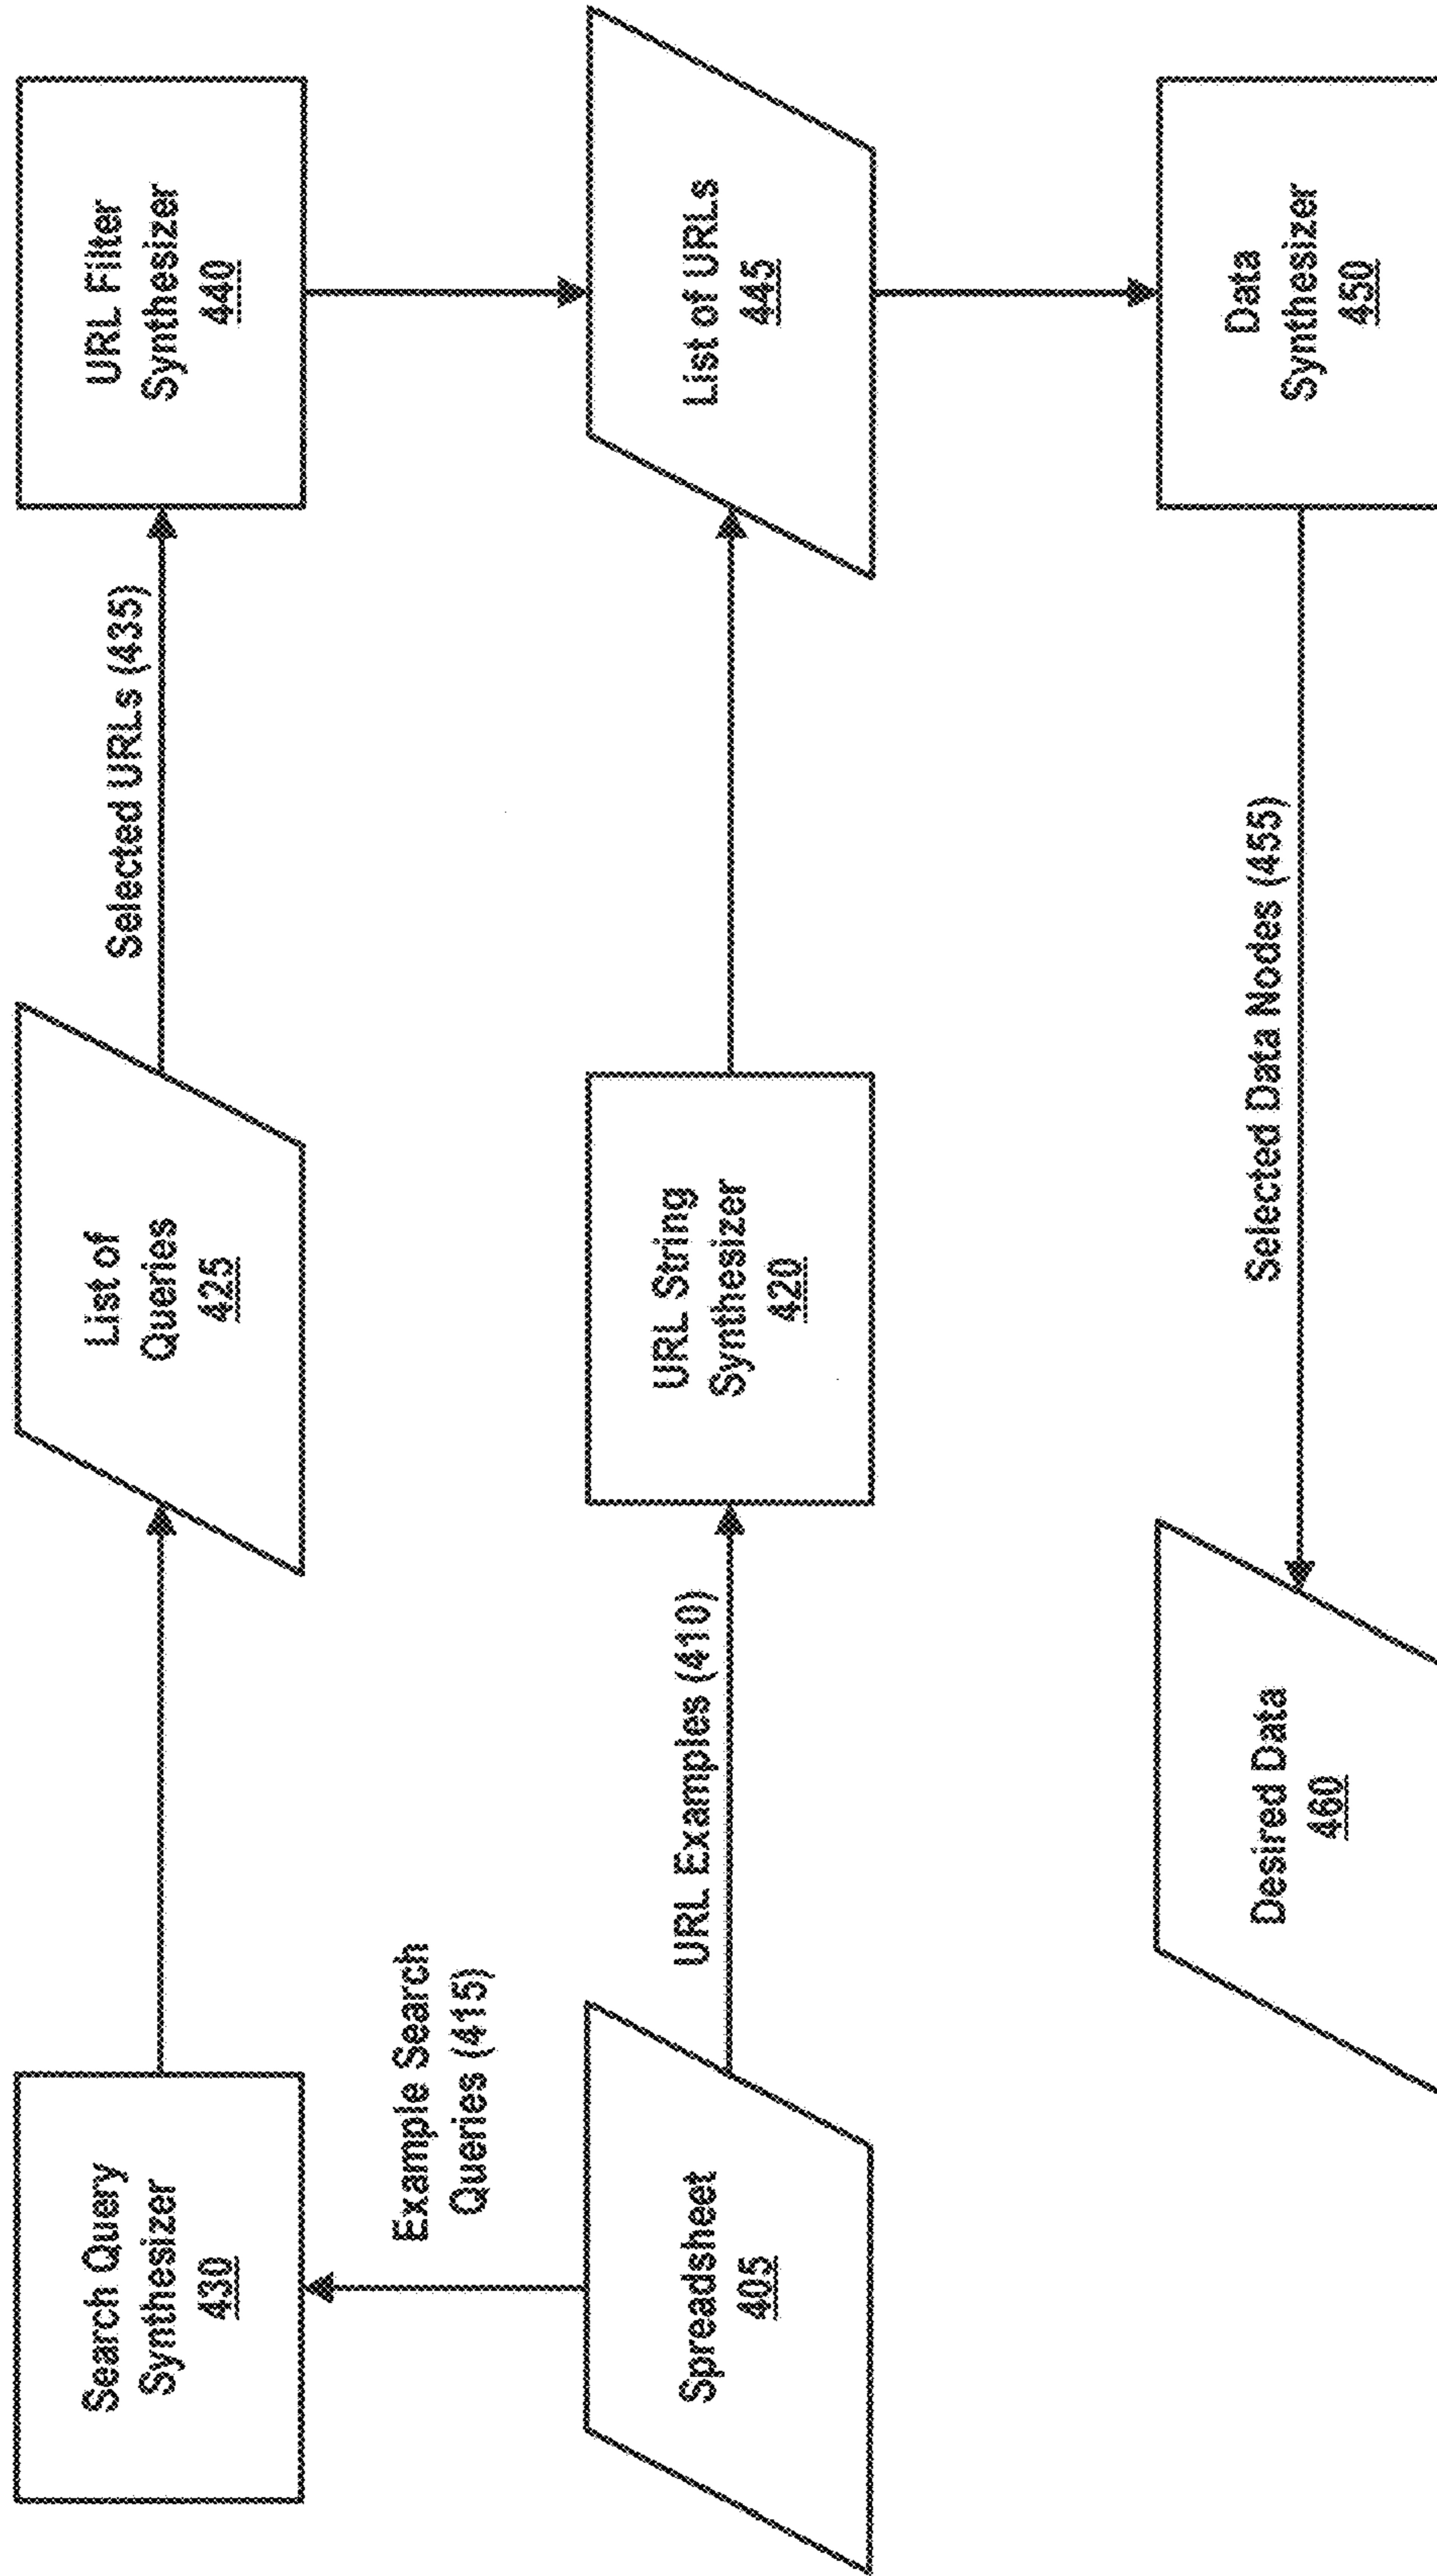 Search Query
Synthesizer
430
List of
Queries
425
Selected URLs (435)
URL Filter
Synthesizer
440
Example Search
Queries (415)
Spreadsheet
405
URL Examples (410)
URL String
Synthesizer
420
List of URLs
445
Desired Data
460
Selected Data Nodes (455)
Data
Synthesizer
450